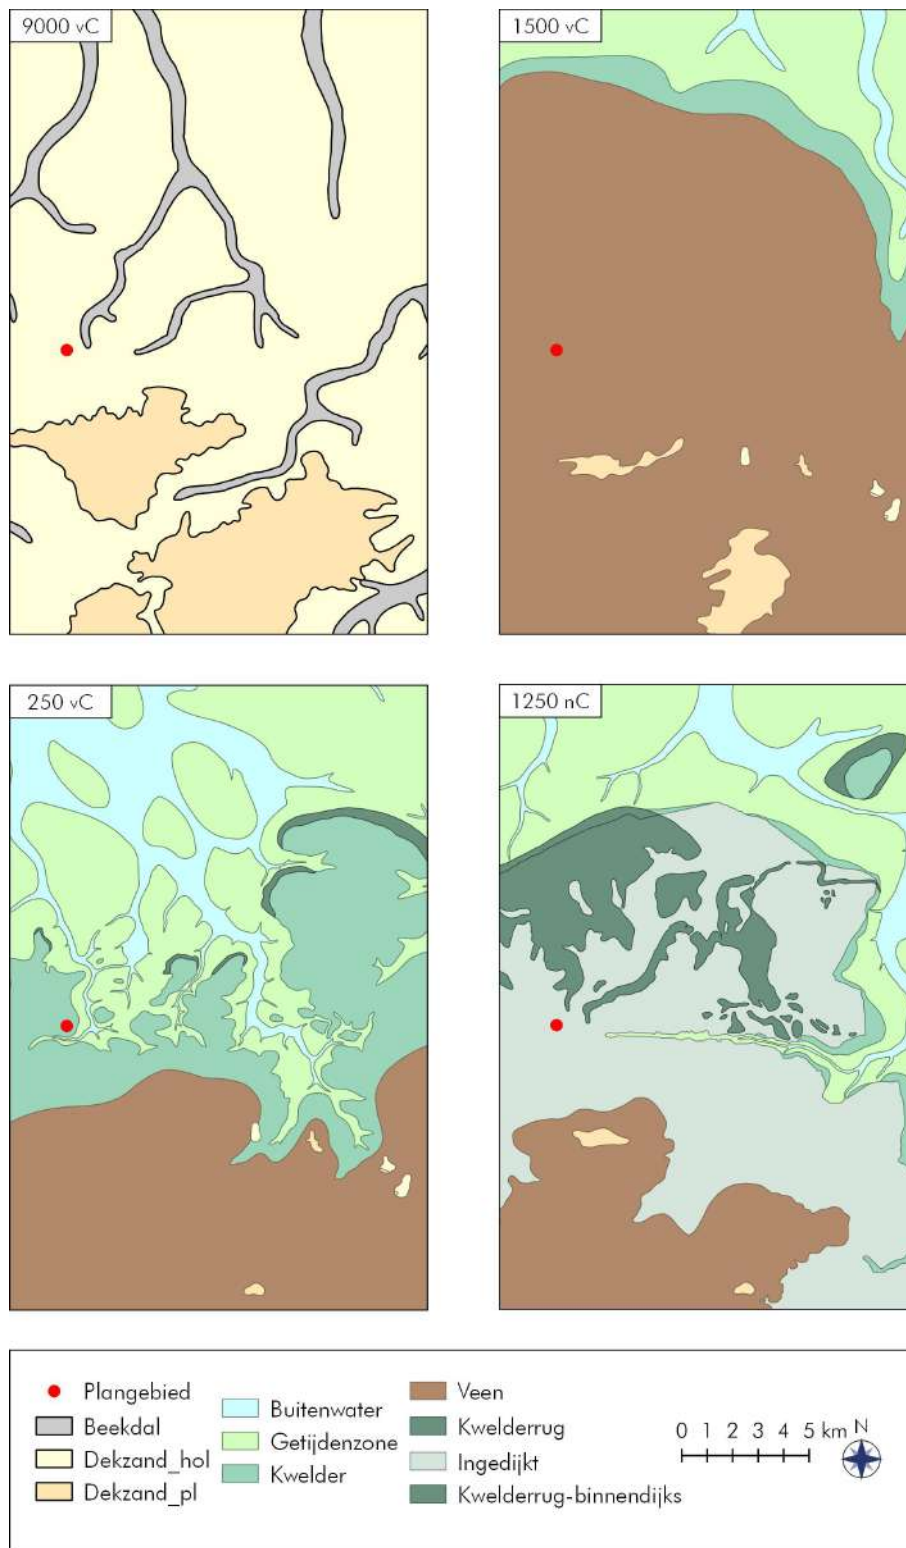 9000 vC
1500 vC
250 vC
1250 nC
Plangebied
Beekdal
Dekzand_hol
Dekzand_pl
Buitenwater
Getijdenzone
Kwelder
Veen
Kwelderrug
Ingedijkt
Kwelderrug-binnendijks
0 1 2 3 4 5 km
N